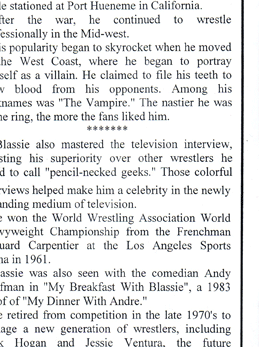 le stationed at Port Hueneme in California.
fter the war, he continued to wrestle
fessionally in the Mid-west.
is popularity began to skyrocket when he moved
he West Coast, where he began to portray
self as a villain. He claimed to file his teeth to
w blood from his opponents. Among his
knames was "The Vampire." The nastier he was
he ring, the more the fans liked him.
*******
Blassie also mastered the television interview,
sting his superiority over other wrestlers he
d to call "pencil-necked geeks." Those colorful
rviews helped make him a celebrity in the newly
anding medium of television.
e won the World Wrestling Association World
vyweight Championship from the Frenchman
uard Carpentier at the Los Angeles Sports
na in 1961.
assie was also seen with the comedian Andy
fman in "My Breakfast With Blassie", a 1983
of of "My Dinner With Andre."
e retired from competition in the late 1970's to
nage a new generation of wrestlers, including
k Hogan and Jessie Ventura, the future